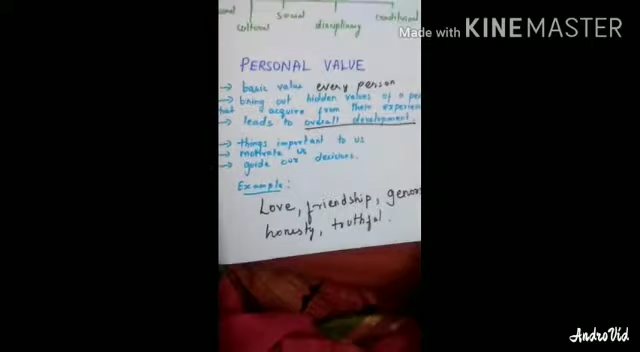 cultural social disciplinary
Made with KINEMASTER
PERSONAL VALUE
→ basic value every person
→ bring out hidden values of a
acquire from their
→ leads to overall development.
→ things important to us
→ motivate us
→ guide our decisions.
Example:
Love, friendship,
honesty, truthful.
AndroVid